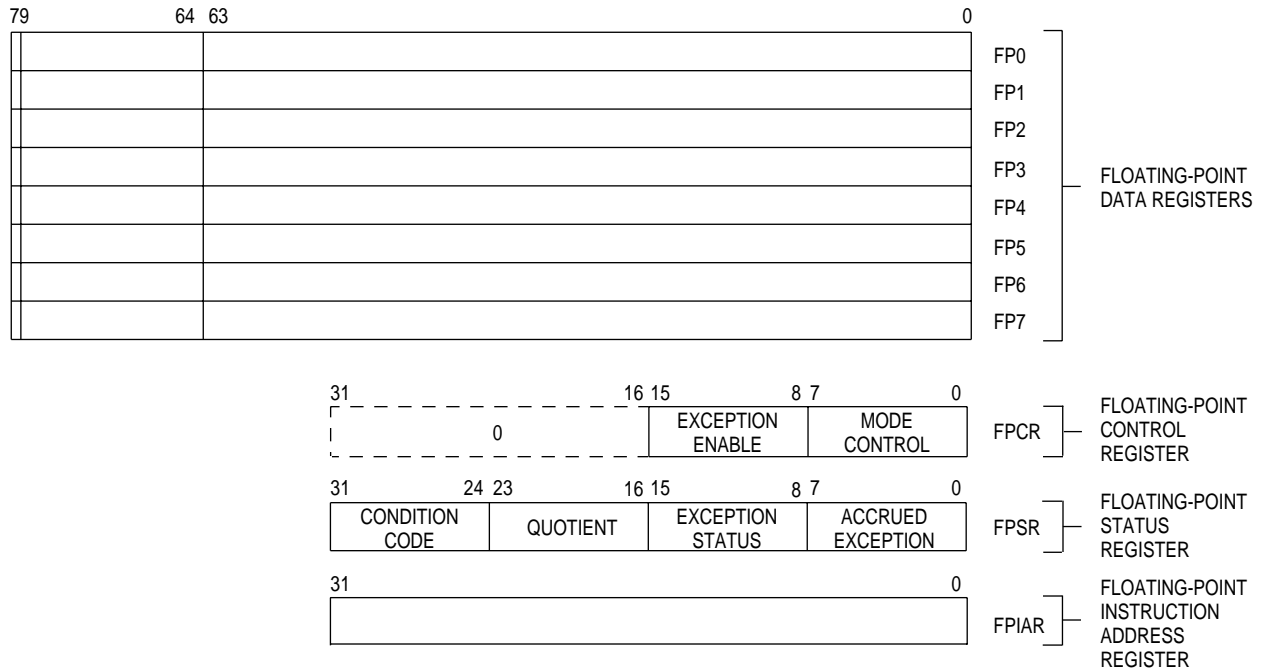 79 64 63 0
FP0
FP1
FP2
FP3
FP4
FP5
FP6
FP7
FLOATING-POINT
DATA REGISTERS
31 16 15 8 7 0
0
EXCEPTION
ENABLE
MODE
CONTROL
FPCR
FLOATING-POINT
CONTROL
REGISTER
31 24 23 16 15 8 7 0
CONDITION
CODE
QUOTIENT
EXCEPTION
STATUS
ACCRUED
EXCEPTION
FPSR
FLOATING-POINT
STATUS
REGISTER
31 0
FPIAR
FLOATING-POINT
INSTRUCTION
ADDRESS
REGISTER